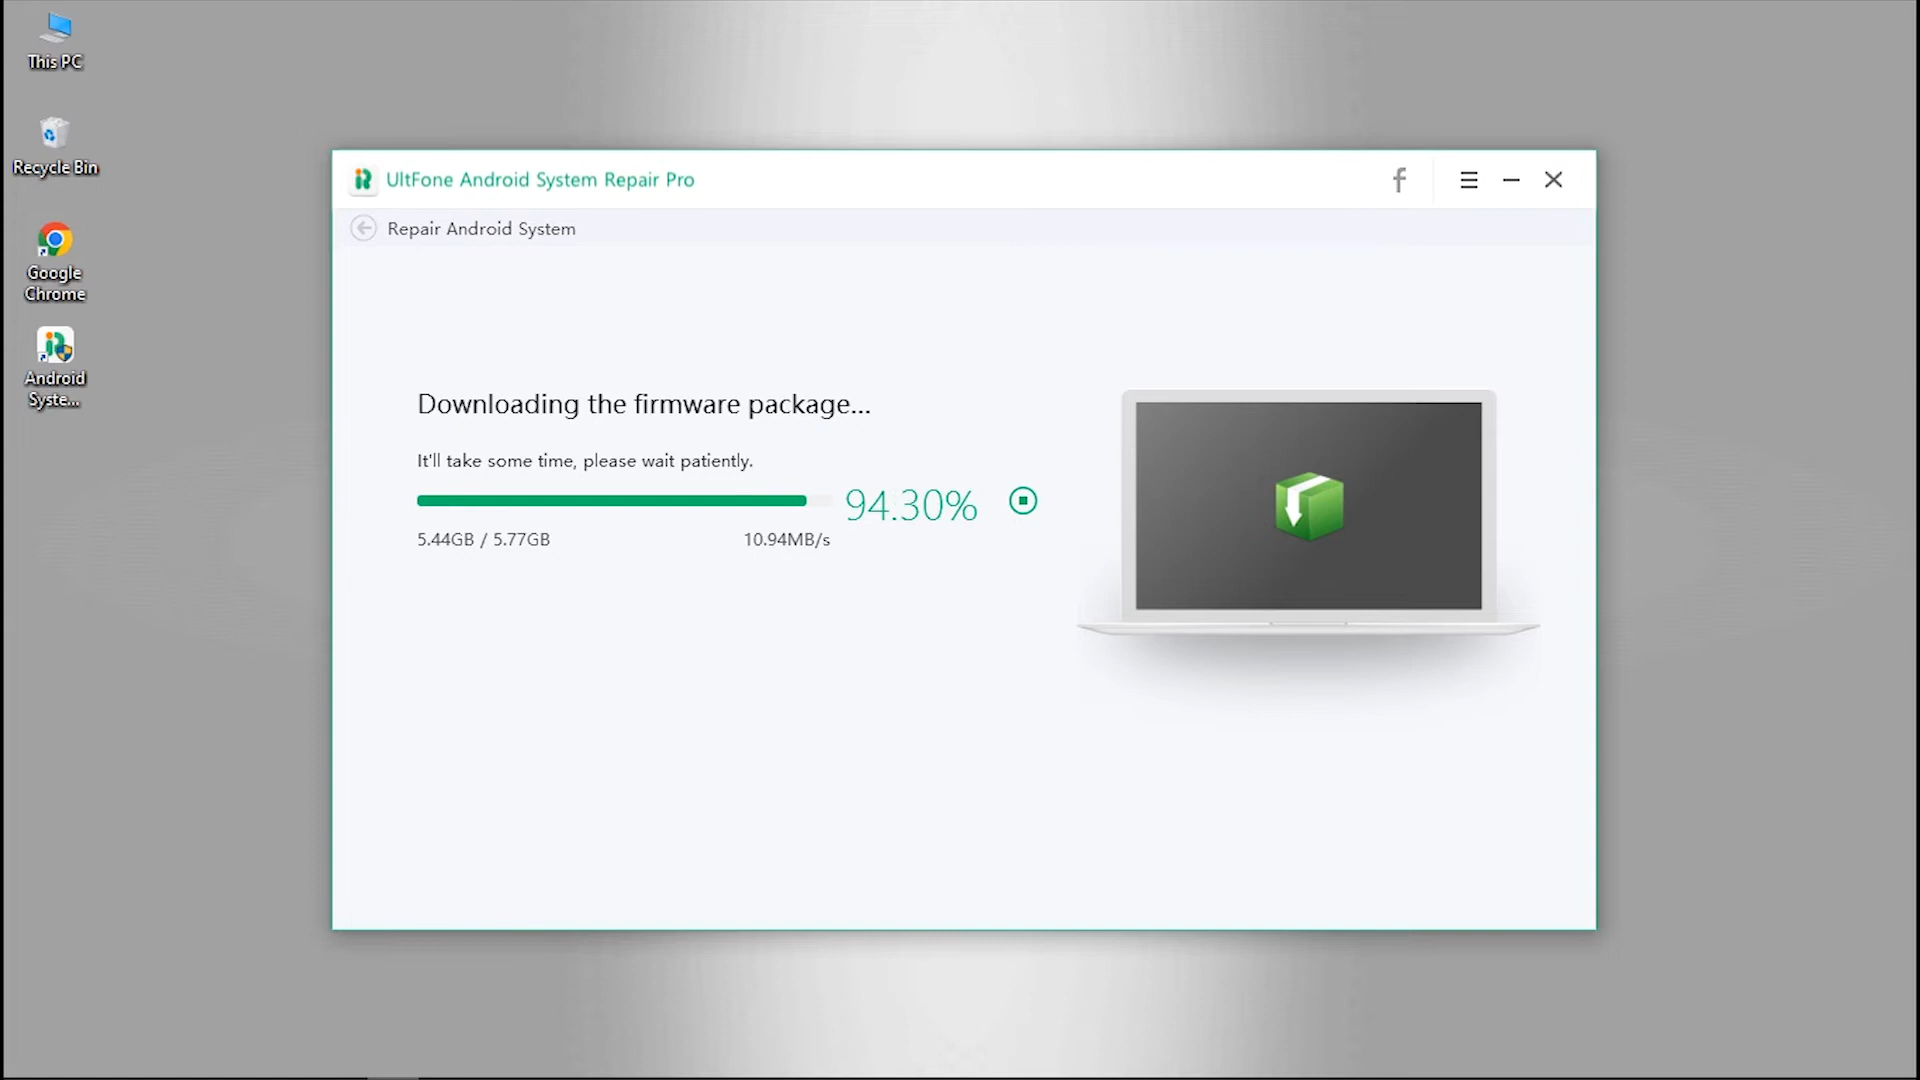 This PC
Recycle Bin
Google
Chrome
Android
Syste...
UltFone Android System Repair Pro
Repair Android System
Downloading the firmware package...
It'll take some time, please wait patiently.
94.30%
5.44GB / 5.77GB
10.94MB/s